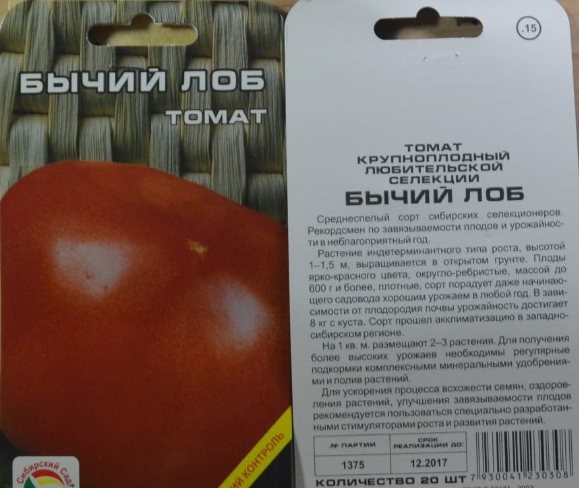 БЫЧИЙ ЛОБ
ТОМАТ
Сибирский Сад
КОНТРОЛЬ
.15
ТОМАТ
КРУПНОПЛОДНЫЙ
ЛЮБИТЕЛЬСКОЙ
СЕЛЕКЦИИ
БЫЧИЙ ЛОБ
Среднеспелый сорт сибирских селекционеров.
Рекордсмен по завязываемости плодов и урожайнос-
ти в неблагоприятный год.
Растение индетерминантного типа роста, высотой
1–1,5 м, выращивается в открытом грунте. Плоды
ярко-красного цвета, округло-ребристые, массой до
600 г и более, плотные, сорт порадует даже начинаю-
щего садовода хорошим урожаем в любой год. В зави-
симости от плодородия почвы урожайность достигает
8 кг с куста. Сорт прошел акклиматизацию в западно-
сибирском регионе.
На 1 кв. м. размещают 2–3 растения. Для получения
более высоких урожаев необходимы регулярные
подкормки комплексными минеральными удобрения-
ми и полив растений.
Для ускорения процесса всхожести семян, оздоров-
ления растений, улучшения завязываемости плодов
рекомендуется пользоваться специально разработан-
ными стимуляторами роста и развития растений.
№ ПАРТИИ
СРОК
РЕАЛИЗАЦИИ ДО:
1375
12.2017
КОЛИЧЕСТВО 20 ШТ
7 930041 230308